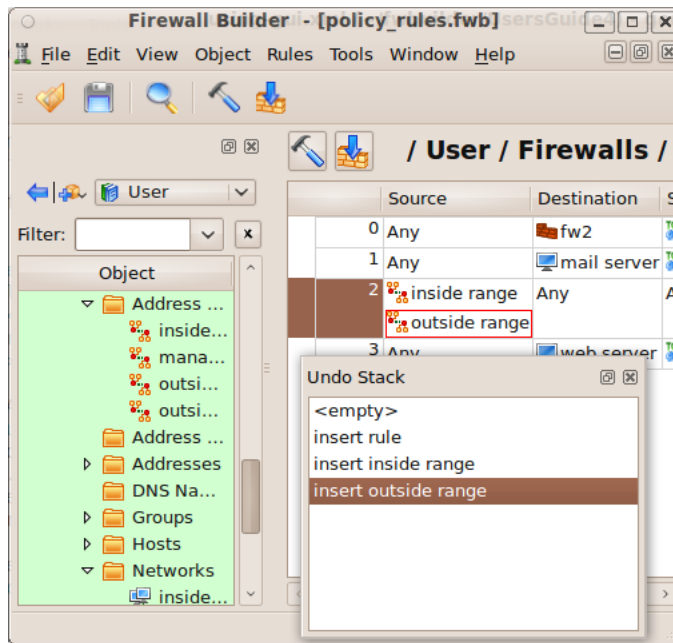 Firewall Builder - [policy_rules.fwb]
File Edit View Object Rules Tools Window Help
/ User / Firewalls /
User
Filter:
Object
Address ...
inside...
mana...
outsi...
outsi...
Address ...
Addresses
DNS Na...
Groups
Hosts
Networks
inside...
Source Destination S
0 Any fw2
1 Any mail server
2 inside range Any A
outside range
3 Any web server
Undo Stack
<empty>
insert rule
insert inside range
insert outside range